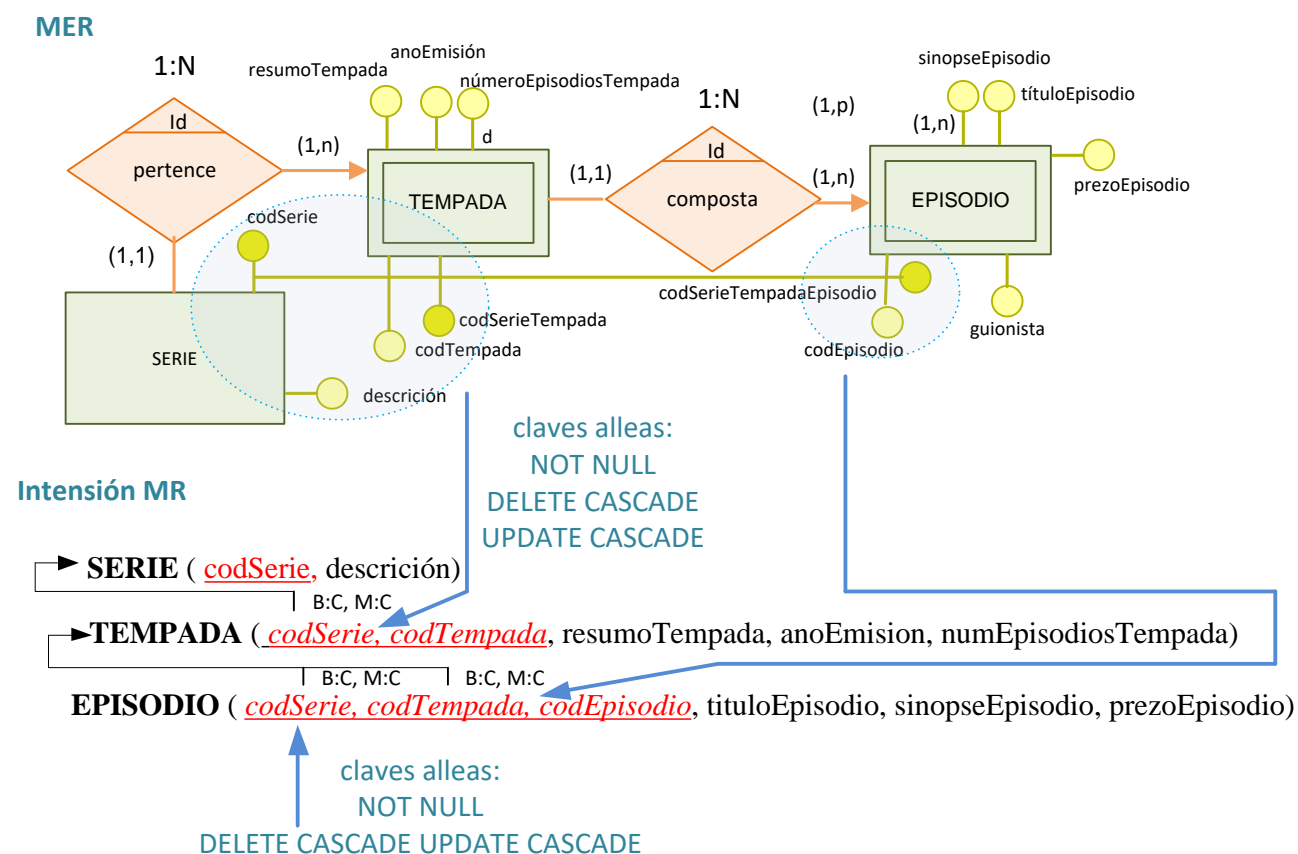 MER
1:N
Id
pertence
(1,n)
(1,1)
resumoTempada
anoEmisión
númeroEpisodiosTempada
d
TEMPADA
(1,1)
1:N
Id
composta
(1,p)
(1,n)
(1,n)
sinopseEpisodio
títuloEpisodio
prezoEpisodio
EPISODIO
codSerie
codSerieTempadaEpisodio
codSerieTempada
codTempada
codEpisodio
guionista
SERIE
descrición
claves alleas:
NOT NULL
DELETE CASCADE
UPDATE CASCADE
Intensión MR
SERIE ( codSerie, descrición)
B:C, M:C
TEMPADA ( codSerie, codTempada, resumoTempada, anoEmision, numEpisodiosTempada)
B:C, M:C B:C, M:C
EPISODIO ( codSerie, codTempada, codEpisodio, tituloEpisodio, sinopseEpisodio, prezoEpisodio)
claves alleas:
NOT NULL
DELETE CASCADE UPDATE CASCADE